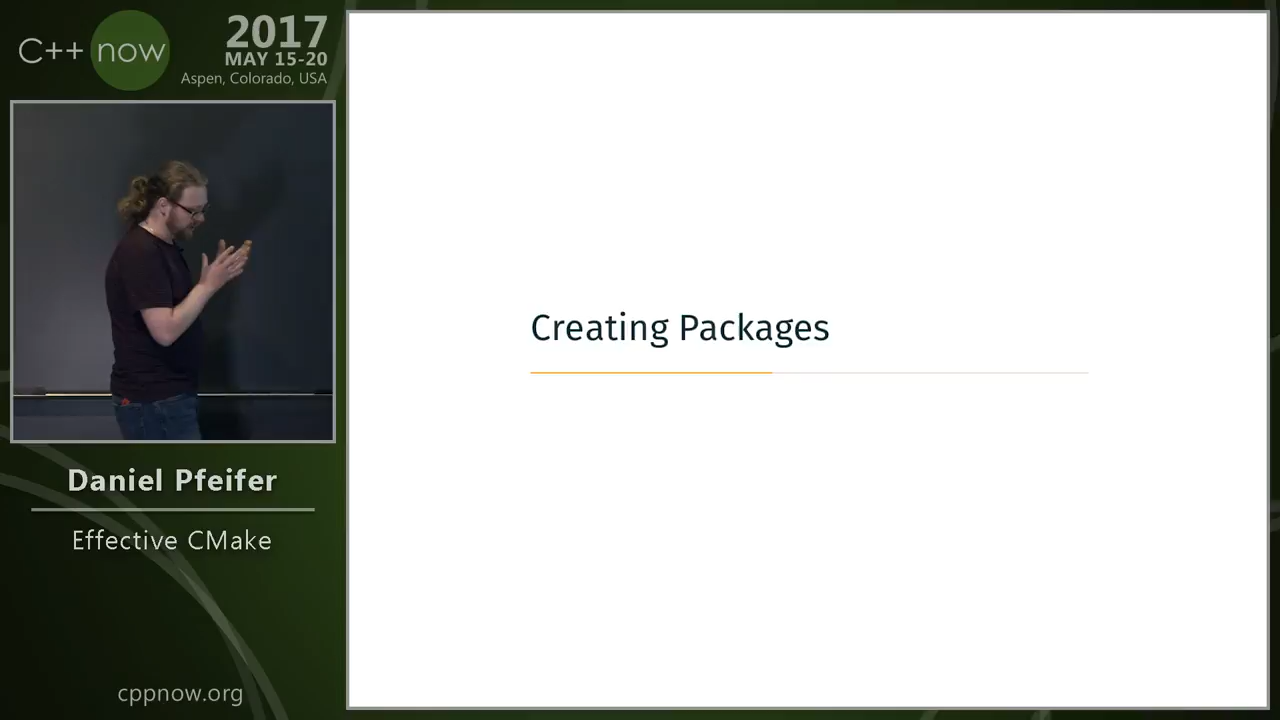 C++ now
2017
MAY 15-20
Aspen, Colorado, USA
Creating Packages
Daniel Pfeifer
Effective CMake
cppnow.org